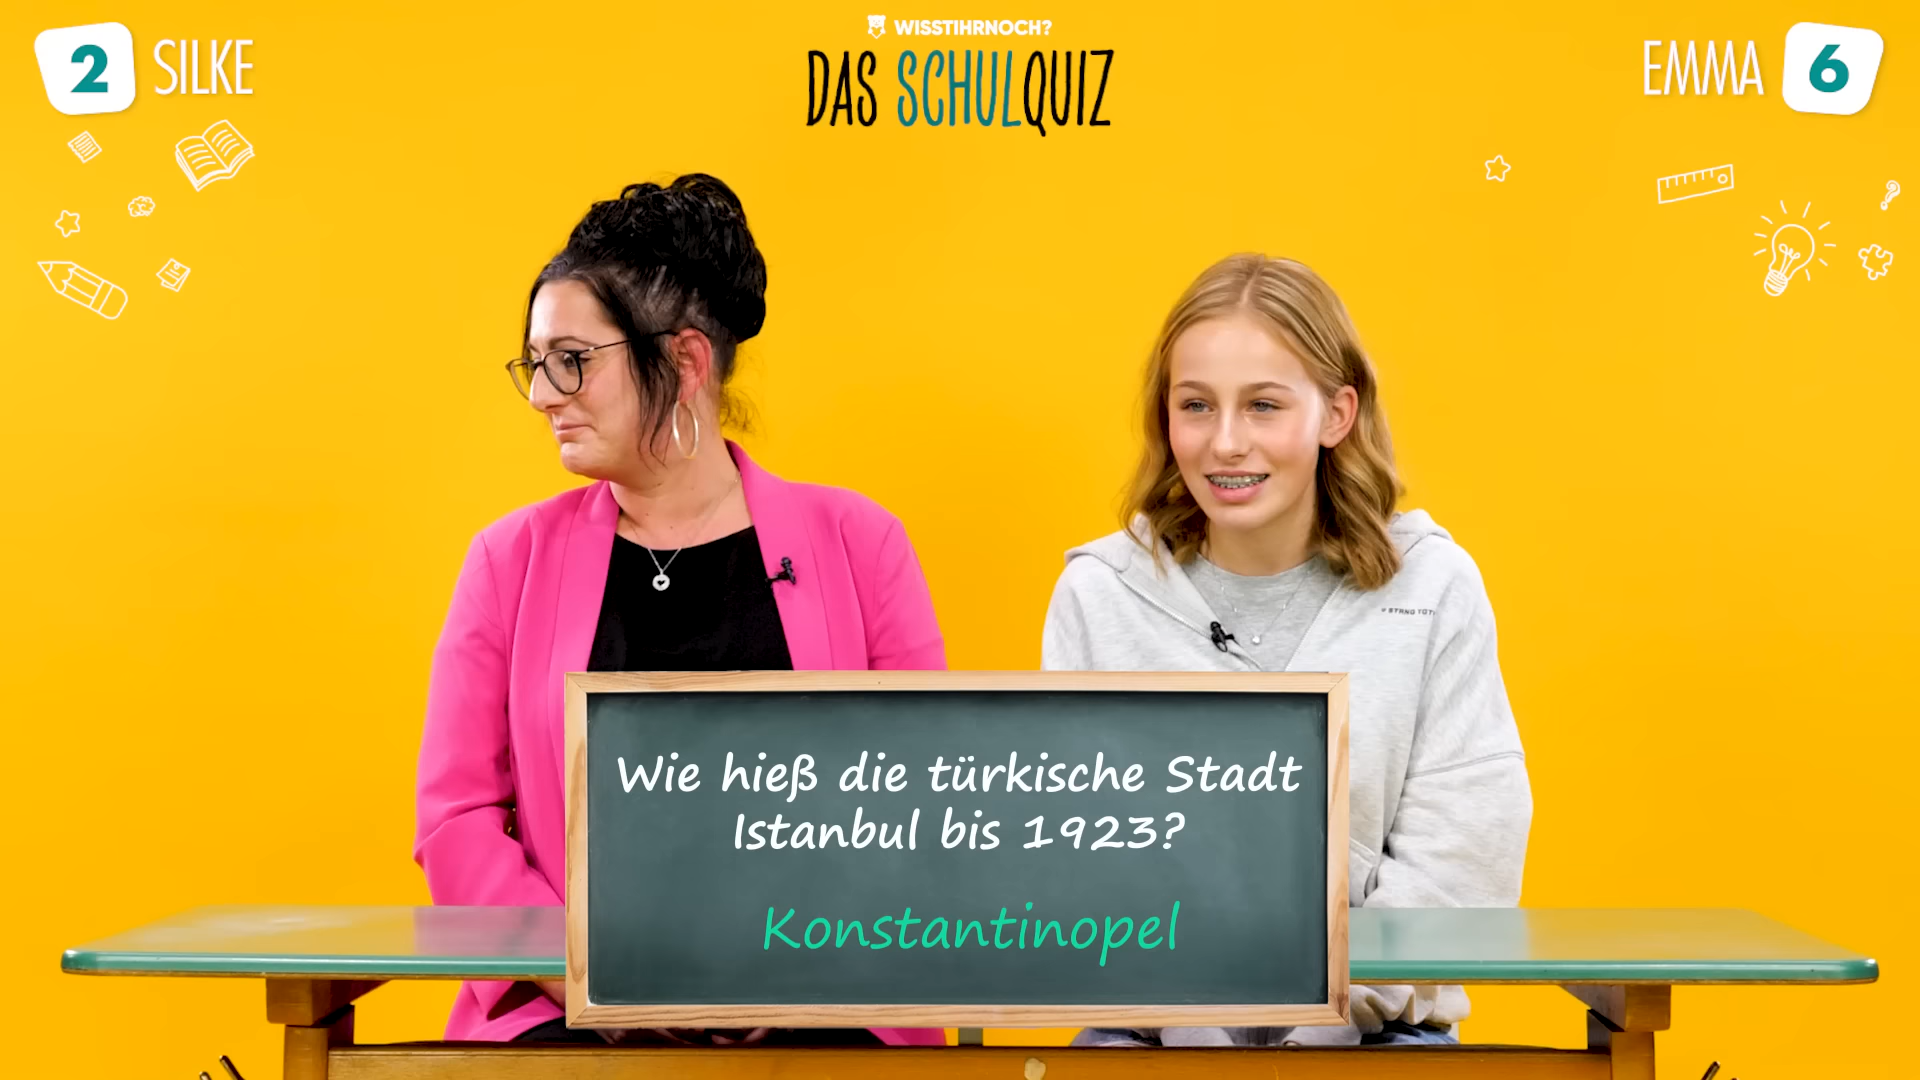 2 SILKE
WISSTIHRNOCH?
DAS SCHULQUIZ
EMMA 6
Wie hieß die türkische Stadt
Istanbul bis 1923?
Konstantinopel